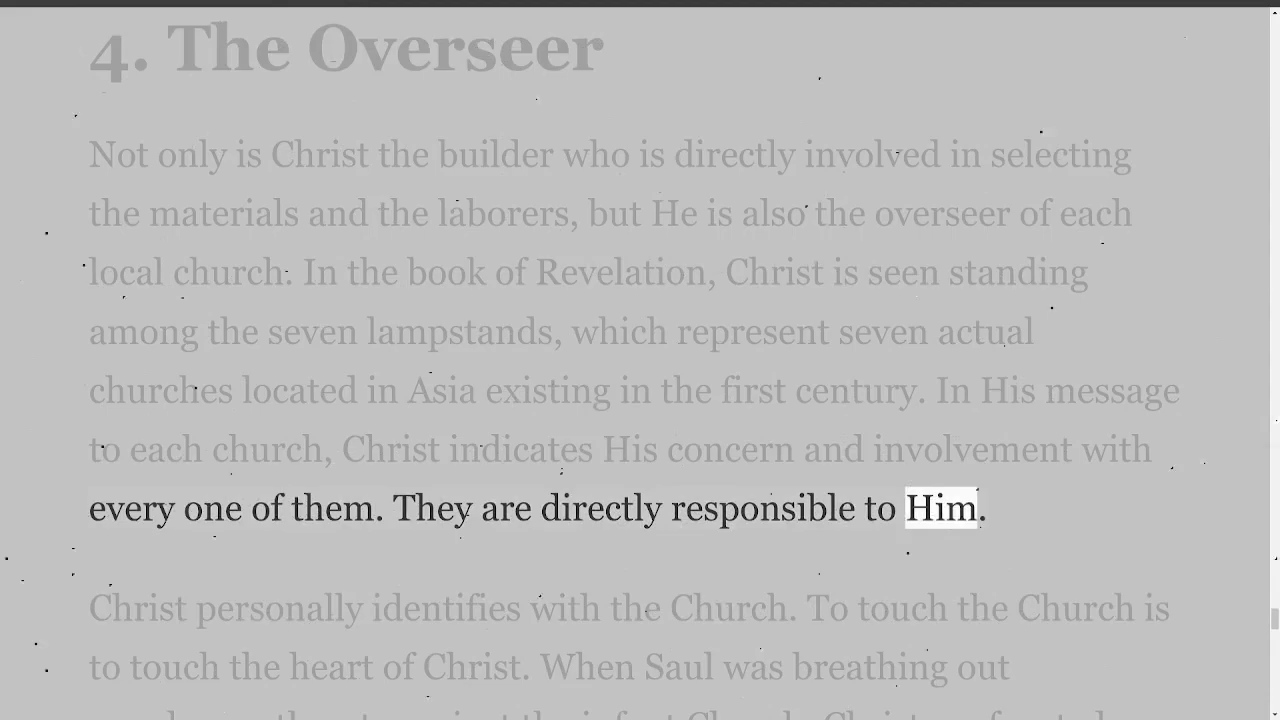 4. The Overseer
Not only is Christ the builder who is directly involved in selecting
the materials and the laborers, but He is also the overseer of each
local church. In the book of Revelation, Christ is seen standing
among the seven lampstands, which represent seven actual
churches located in Asia existing in the first century. In His message
to each church, Christ indicates His concern and involvement with
every one of them. They are directly responsible to Him.
Christ personally identifies with the Church. To touch the Church is
to touch the heart of Christ. When Saul was breathing out